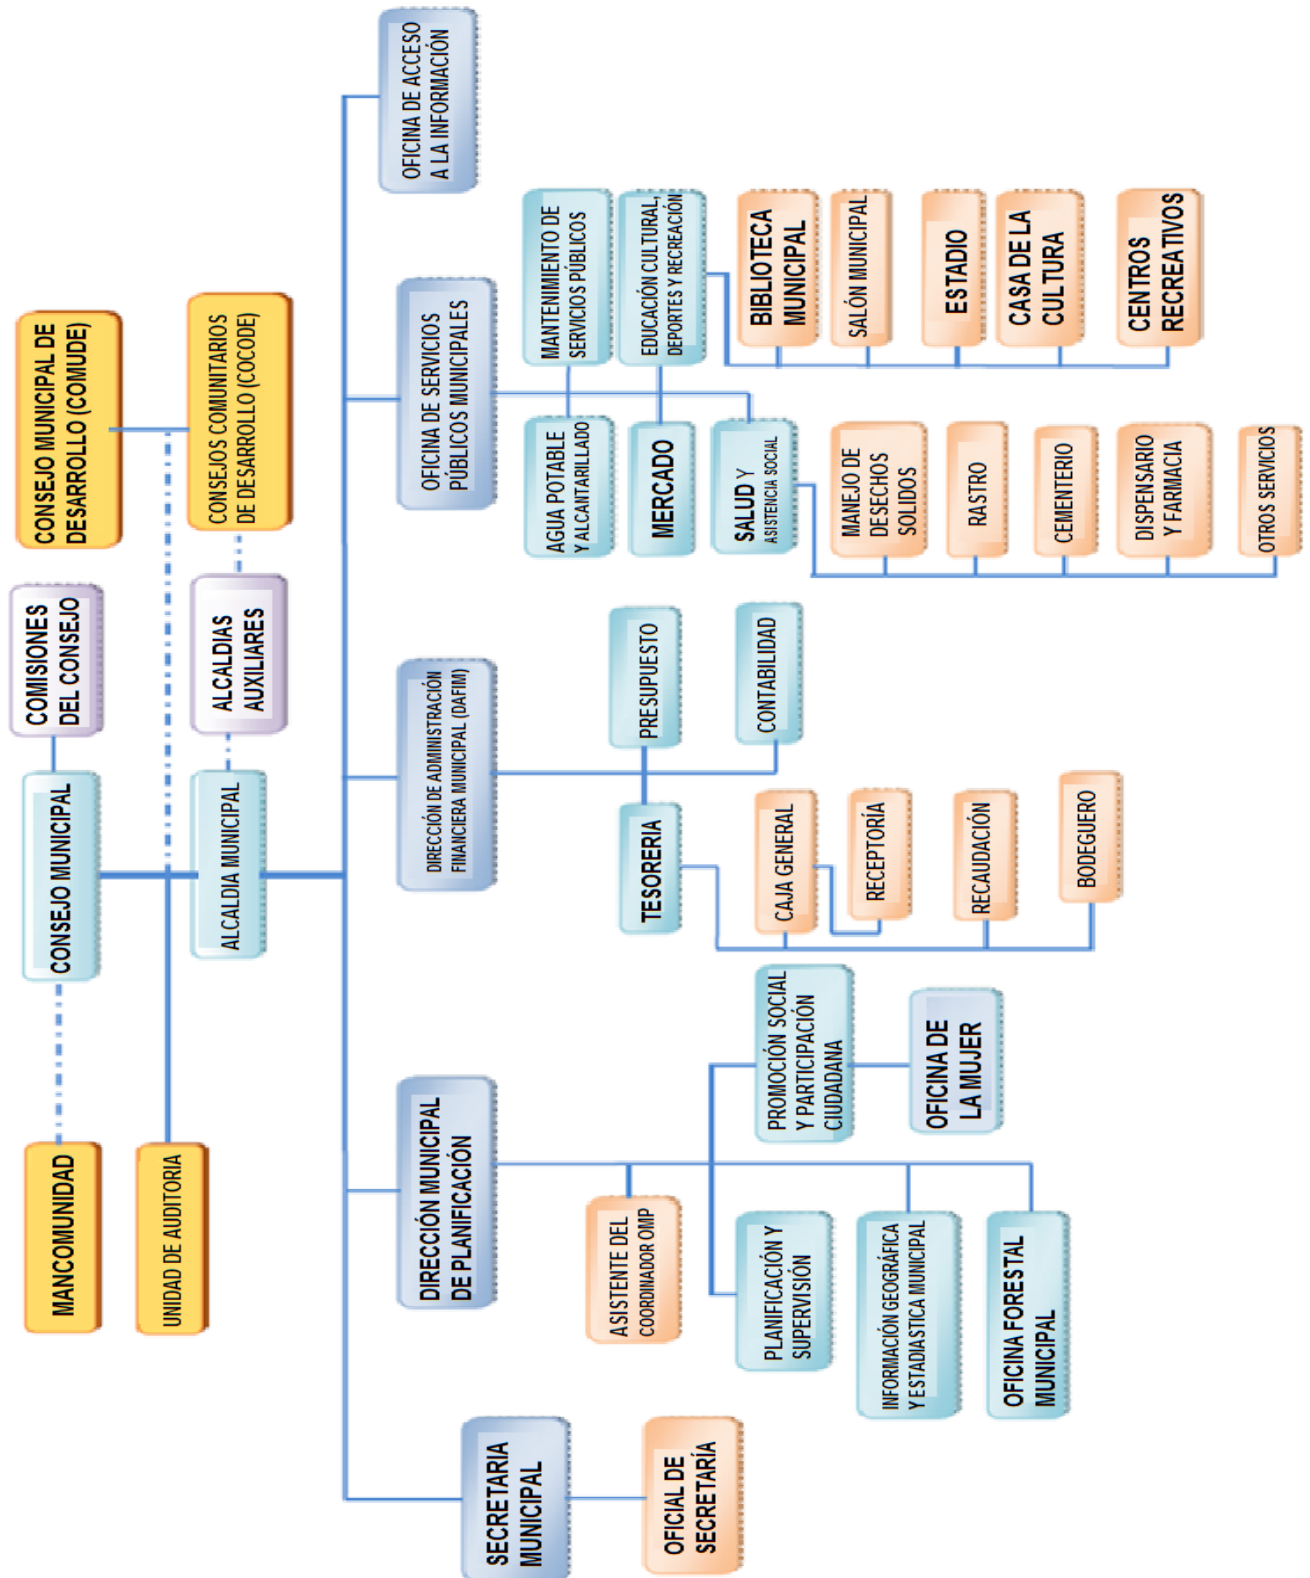 MANCOMUNIDAD
CONSEJO MUNICIPAL
COMISIONES
DEL CONSEJO
CONSEJO MUNICIPAL DE
DESARROLLO (COMUDE)
UNIDAD DE AUDITORIA
ALCALDIA MUNICIPAL
ALCALDIAS
AUXILIARES
CONSEJOS COMUNITARIOS
DE DESARROLLO (COCODE)
SECRETARIA
MUNICIPAL
OFICIAL DE
SECRETARÍA
DIRECCIÓN MUNICIPAL
DE PLANIFICACIÓN
ASISTENTE DEL
COORDINADOR OMP
PLANIFICACIÓN Y
SUPERVISIÓN
PROMOCIÓN SOCIAL
Y PARTICIPACIÓN
CIUDADANA
OFICINA DE
LA MUJER
INFORMACIÓN GEOGRÁFICA
Y ESTADIASTICA MUNICIPAL
OFICINA FORESTAL
MUNICIPAL
DIRECCIÓN DE ADMINISTRACIÓN
FINANCIERA MUNICIPAL (DAFIM)
TESORERIA
PRESUPUESTO
CONTABILIDAD
CAJA GENERAL
RECEPTORÍA
RECAUDACIÓN
BODEGUERO
OFICINA DE SERVICIOS
PÚBLICOS MUNICIPALES
AGUA POTABLE
Y ALCANTARILLADO
MANTENIMIENTO DE
SERVICIOS PÚBLICOS
MERCADO
EDUCACIÓN CULTURAL,
DEPORTES Y RECREACIÓN
SALUD Y
ASISTENCIA SOCIAL
MANEJO DE
DESECHOS
SOLIDOS
RASTRO
CEMENTERIO
DISPENSARIO
Y FARMACIA
OTROS SERVICIOS
BIBLIOTECA
MUNICIPAL
SALÓN MUNICIPAL
ESTADIO
CASA DE LA
CULTURA
CENTROS
RECREATIVOS
OFICINA DE ACCESO
A LA INFORMACIÓN